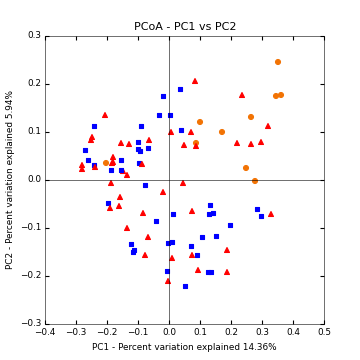 PCoA - PC1 vs PC2
0.3
0.2
0.1
0.0
−0.1
−0.2
−0.3
PC2 - Percent variation explained 5.94%
−0.4 −0.3 −0.2 −0.1 0.0 0.1 0.2 0.3 0.4 0.5
PC1 - Percent variation explained 14.36%